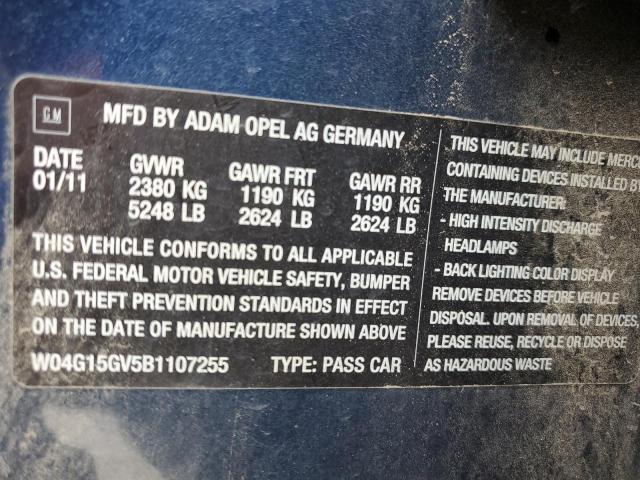 GM
MFD BY ADAM OPEL AG GERMANY
DATE
01/11
GVWR
2380 KG
5248 LB
GAWR FRT
1190 KG
2624 LB
GAWR RR
1190 KG
2624 LB
THIS VEHICLE CONFORMS TO ALL APPLICABLE
U.S. FEDERAL MOTOR VEHICLE SAFETY, BUMPER
AND THEFT PREVENTION STANDARDS IN EFFECT
ON THE DATE OF MANUFACTURE SHOWN ABOVE
W04G15GV5B1107255 TYPE: PASS CAR
THIS VEHICLE MAY INCLUDE MERC
CONTAINING DEVICES INSTALLED
THE MANUFACTURER:
- HIGH INTENSITY DISCHARGE
HEADLAMPS
- BACK LIGHTING COLOR DISPLAY
REMOVE DEVICES BEFORE VEHICLE
DISPOSAL. UPON REMOVAL OF DEVICES,
PLEASE REUSE, RECYCLE OR DISPOSE
AS HAZARDOUS WASTE